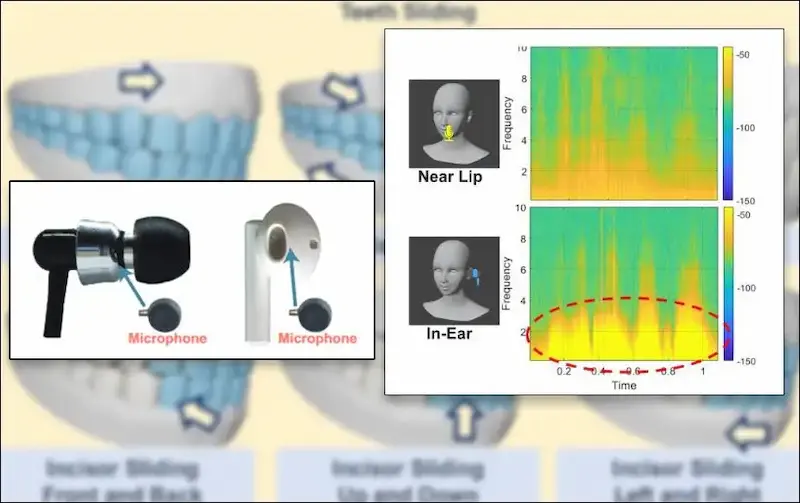 Teeth Sliding
Near Lip
Frequency
10
8
6
4
2
-50
-100
-150
In-Ear
Frequency
10
8
6
4
2
0.2 0.4 0.6 0.8 1
Time
-50
-100
-150
Microphone
Microphone
Incisor Sliding
Front and Back
Incisor Sliding
Up and Down
Incisor Sliding
Left and Right